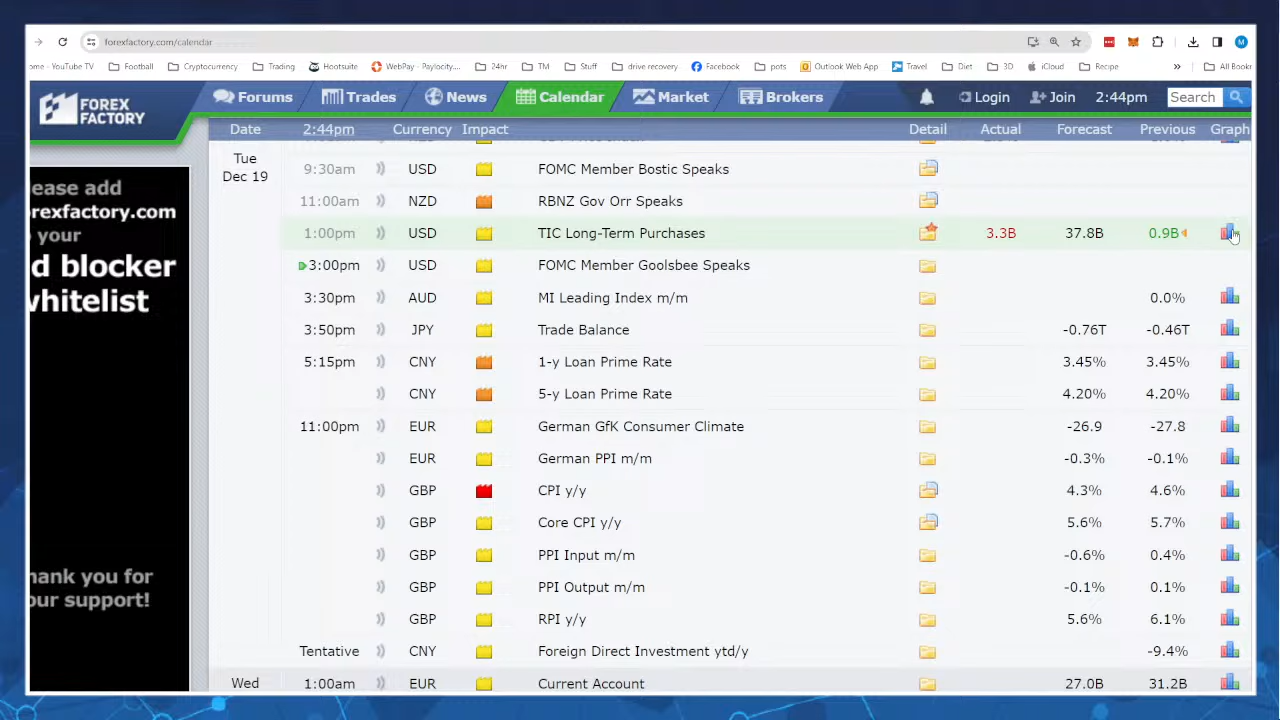 forexfactory.com/calendar
ome - YouTube TV Football Cryptocurrency Trading Hootsuite WebPay - Paylocity... 24hr TM Stuff drive recovery Facebook pots Outlook Web App Travel Diet 3D iCloud Recipe » All Bookr
FOREX FACTORY Forums Trades News Calendar Market Brokers Login Join 2:44pm Search
Date 2:44pm Currency Impact Detail Actual Forecast Previous Graph
Tue Dec 19
9:30am USD FOMC Member Bostic Speaks
11:00am NZD RBNZ Gov Orr Speaks
1:00pm USD TIC Long-Term Purchases 3.3B 37.8B 0.9B
3:00pm USD FOMC Member Goolsbee Speaks
3:30pm AUD MI Leading Index m/m 0.0%
3:50pm JPY Trade Balance -0.76T -0.46T
5:15pm CNY 1-y Loan Prime Rate 3.45% 3.45%
CNY 5-y Loan Prime Rate 4.20% 4.20%
11:00pm EUR German GfK Consumer Climate -26.9 -27.8
EUR German PPI m/m -0.3% -0.1%
GBP CPI y/y 4.3% 4.6%
GBP Core CPI y/y 5.6% 5.7%
GBP PPI Input m/m -0.6% 0.4%
GBP PPI Output m/m -0.1% 0.1%
GBP RPI y/y 5.6% 6.1%
Tentative CNY Foreign Direct Investment ytd/y -9.4%
Wed 1:00am EUR Current Account 27.0B 31.2B
ease add
orexfactory.com
your
d blocker
whitelist
hank you for
our support!